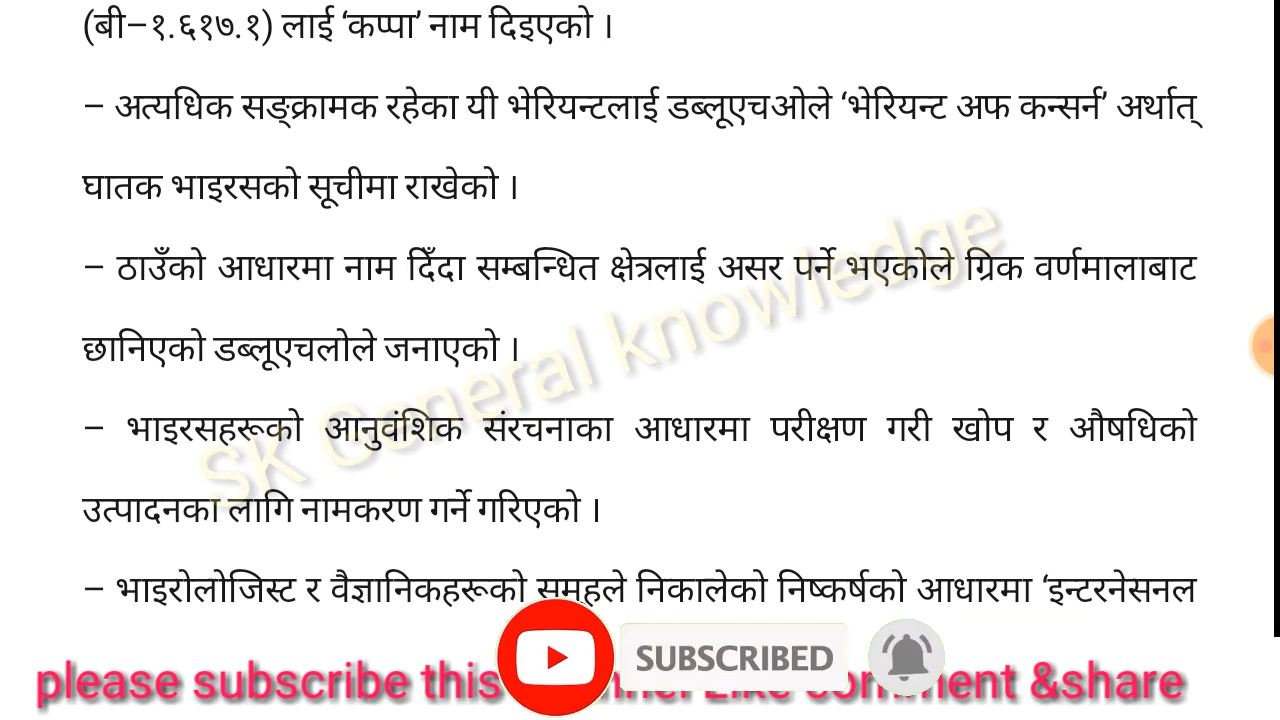 (बी–१.६१७.१) लाई ‘कप्पा’ नाम दिइएको ।
– अत्यधिक सङ्क्रामक रहेका यी भेरियन्टलाई डब्लूएचओले ‘भेरियन्ट अफ कन्सर्न’ अर्थात्
घातक भाइरसको सूचीमा राखेको ।
– ठाउँको आधारमा नाम दिँदा सम्बन्धित क्षेत्रलाई असर पर्ने भएकोले ग्रिक वर्णमालाबाट
छानिएको डब्लूएचलोले जनाएको ।
– भाइरसहरूको आनुवंशिक संरचनाका आधारमा परीक्षण गरी खोप र औषधिको
उत्पादनका लागि नामकरण गर्ने गरिएको ।
– भाइरोलोजिस्ट र वैज्ञानिकहरूको समूहले निकालेको निष्कर्षको आधारमा ‘इन्टरनेसनल
SK General knowledge
SUBSCRIBED
please subscribe this Like comment &share